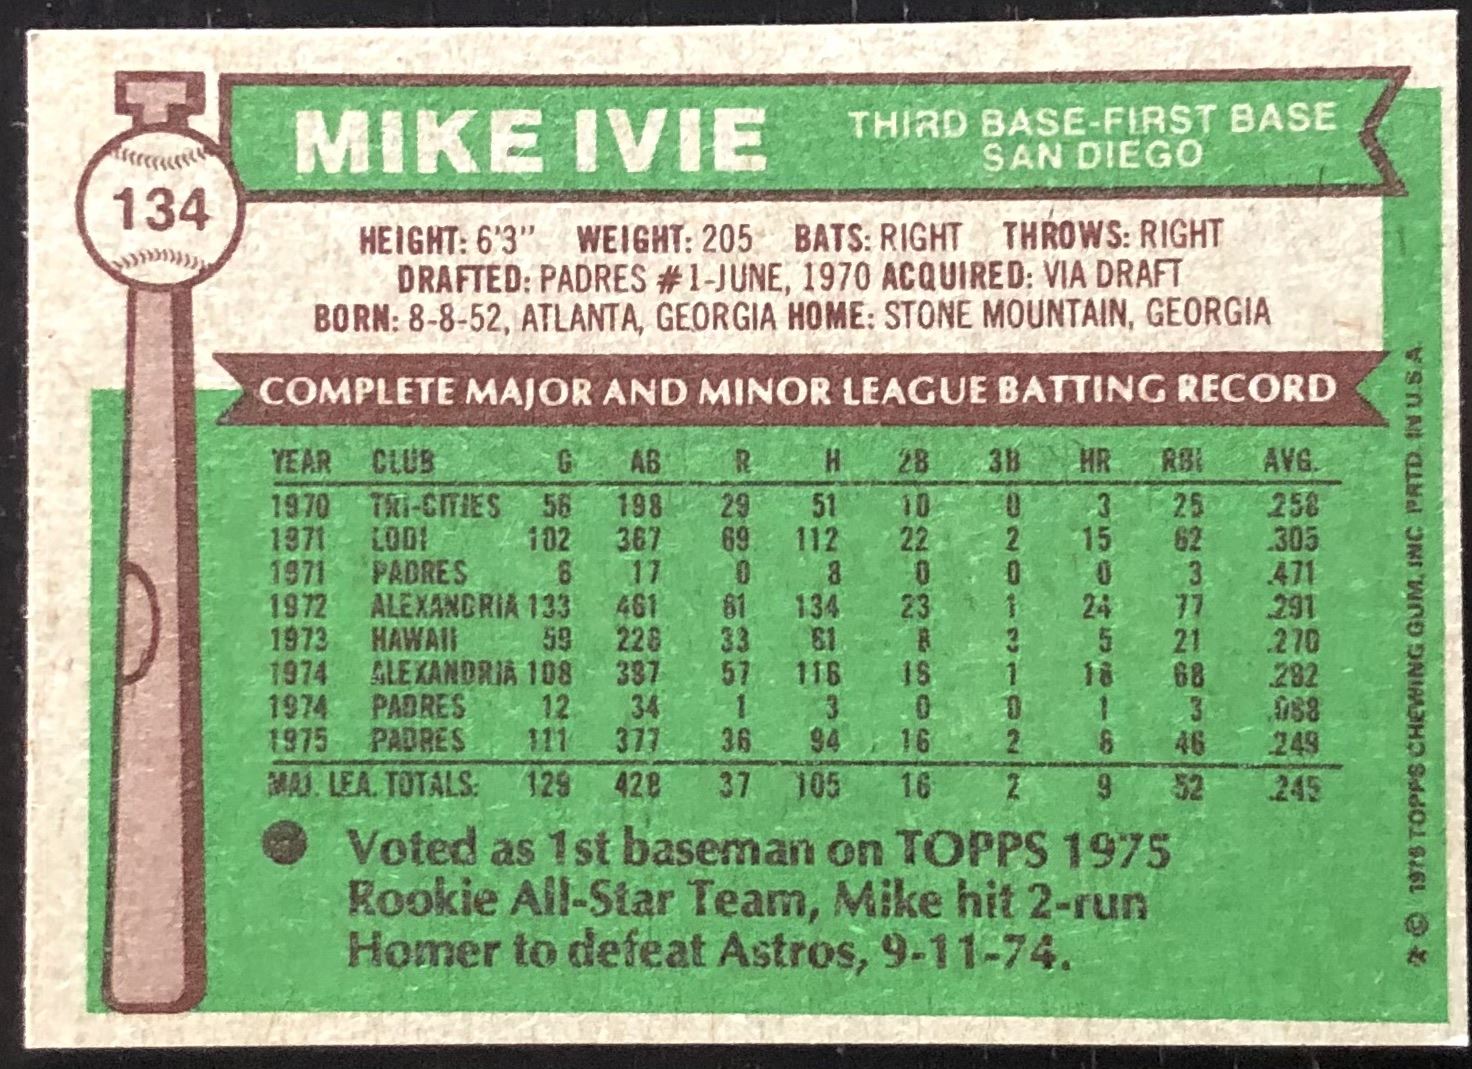 134
MIKE IVIE
THIRD BASE-FIRST BASE
SAN DIEGO
HEIGHT: 6'3" WEIGHT: 205 BATS: RIGHT THROWS: RIGHT
DRAFTED: PADRES #1-JUNE, 1970 ACQUIRED: VIA DRAFT
BORN: 8-8-52, ATLANTA, GEORGIA HOME: STONE MOUNTAIN, GEORGIA
COMPLETE MAJOR AND MINOR LEAGUE BATTING RECORD
YEAR CLUB G AB R H 2B 3B HR RBI AVG.
1970 TRI-CITIES 56 198 29 51 10 0 3 25 .258
1971 LODI 102 367 69 112 22 2 15 62 .305
1971 PADRES 6 17 0 8 0 0 0 3 .471
1972 ALEXANDRIA 133 461 61 134 23 1 24 77 .291
1973 HAWAII 59 226 33 61 8 3 5 21 .270
1974 ALEXANDRIA 108 397 57 116 1 18 68 .292
1974 PADRES 12 34 1 3 0 0 1 3 .088
1975 PADRES 111 377 36 94 16 2 8 46 .249
MAJ. LEA. TOTALS: 129 428 37 105 16 2 9 52 .245
Voted as 1st baseman on TOPPS 1975
Rookie All-Star Team, Mike hit 2-run
Homer to defeat Astros, 9-11-74.
* © 1976 TOPPS CHEWING GUM, INC PRTD. IN U.S.A.